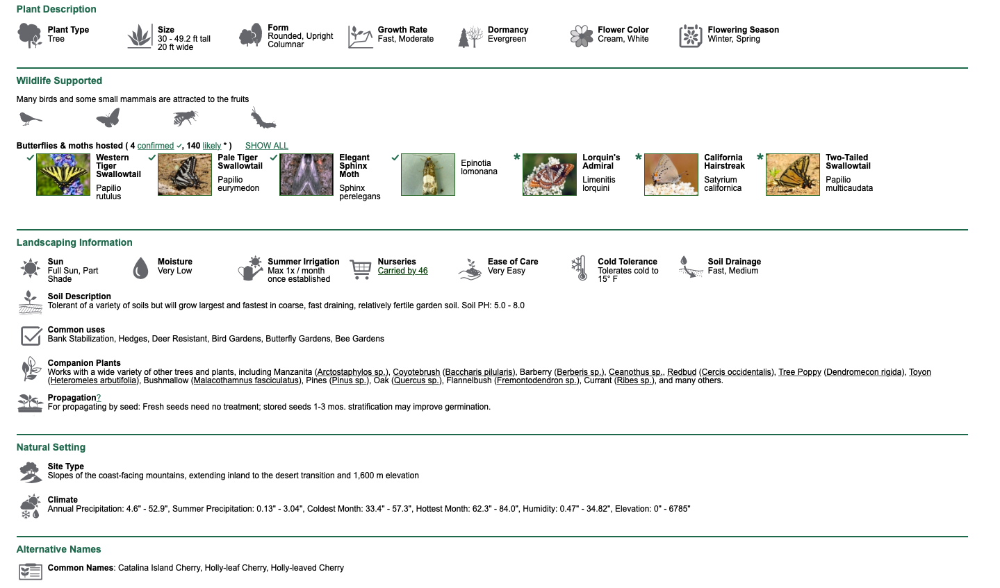 Plant Description
Plant Type
Tree
Size
30 - 49.2 ft tall
20 ft wide
Form
Rounded, Upright
Columnar
Growth Rate
Fast, Moderate
Dormancy
Evergreen
Flower Color
Cream, White
Flowering Season
Winter, Spring
Wildlife Supported
Many birds and some small mammals are attracted to the fruits
Butterflies & moths hosted ( 4 confirmed ✓, 140 likely * ) SHOW ALL
Western
Tiger
Swallowtail
Papilio
rutulus
Pale Tiger
Swallowtail
Papilio
eurymedon
Elegant
Sphinx
Moth
Sphinx
perelegans
Epinotia
lomonana
Lorquin's
Admiral
Limenitis
lorquini
California
Hairstreak
Satyrium
californica
Two-Tailed
Swallowtail
Papilio
multicaudata
Landscaping Information
Sun
Full Sun, Part
Shade
Moisture
Very Low
Summer Irrigation
Max 1x / month
once established
Nurseries
Carried by 46
Ease of Care
Very Easy
Cold Tolerance
Tolerates cold to
15° F
Soil Drainage
Fast, Medium
Soil Description
Tolerant of a variety of soils but will grow largest and fastest in coarse, fast draining, relatively fertile garden soil. Soil PH: 5.0 - 8.0
Common uses
Bank Stabilization, Hedges, Deer Resistant, Bird Gardens, Butterfly Gardens, Bee Gardens
Companion Plants
Works with a wide variety of other trees and plants, including Manzanita (Arctostaphylos sp.), Coyotebrush (Baccharis pilularis), Barberry (Berberis sp.), Ceanothus sp., Redbud (Cercis occidentalis), Tree Poppy (Dendromecon rigida), Toyon
(Heteromeles arbutifolia), Bushmallow (Malacothamnus fasciculatus), Pines (Pinus sp.), Oak (Quercus sp.), Flannelbush (Fremontodendron sp.), Currant (Ribes sp.), and many others.
Propagation?
For propagating by seed: Fresh seeds need no treatment; stored seeds 1-3 mos. stratification may improve germination.
Natural Setting
Site Type
Slopes of the coast-facing mountains, extending inland to the desert transition and 1,600 m elevation
Climate
Annual Precipitation: 4.6" - 52.9", Summer Precipitation: 0.13" - 3.04", Coldest Month: 33.4" - 57.3", Hottest Month: 62.3" - 84.0", Humidity: 0.47" - 34.82", Elevation: 0" - 6785"
Alternative Names
Common Names: Catalina Island Cherry, Holly-leaf Cherry, Holly-leaved Cherry